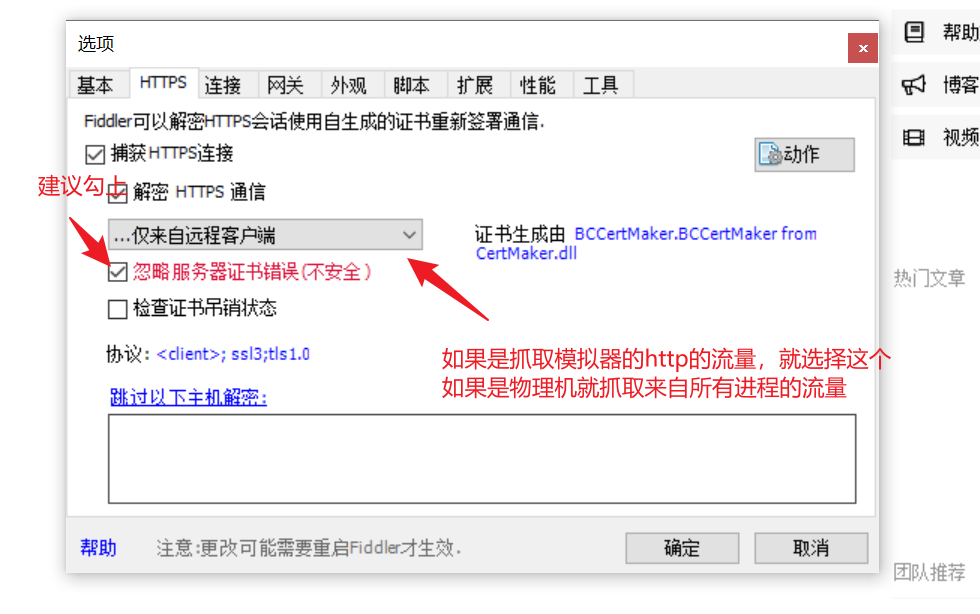 选项
帮助
基本 HTTPS 连接 网关 外观 脚本 扩展 性能 工具
博客
Fiddler可以解密HTTPS会话使用自生成的证书重新签署通信.
视频
捕获HTTPS连接
动作
建议勾上
解密 HTTPS 通信
...仅来自远程客户端
证书生成由 BCCertMaker.BCCertMaker from
CertMaker.dll
忽略服务器证书错误(不安全)
热门文章
检查证书吊销状态
协议: <client>; ssl3;tls1.0
如果是抓取模拟器的http的流量，就选择这个
如果是物理机就抓取来自所有进程的流量
跳过以下主机解密:
帮助
注意:更改可能需要重启Fiddler才生效.
确定
取消
团队推荐